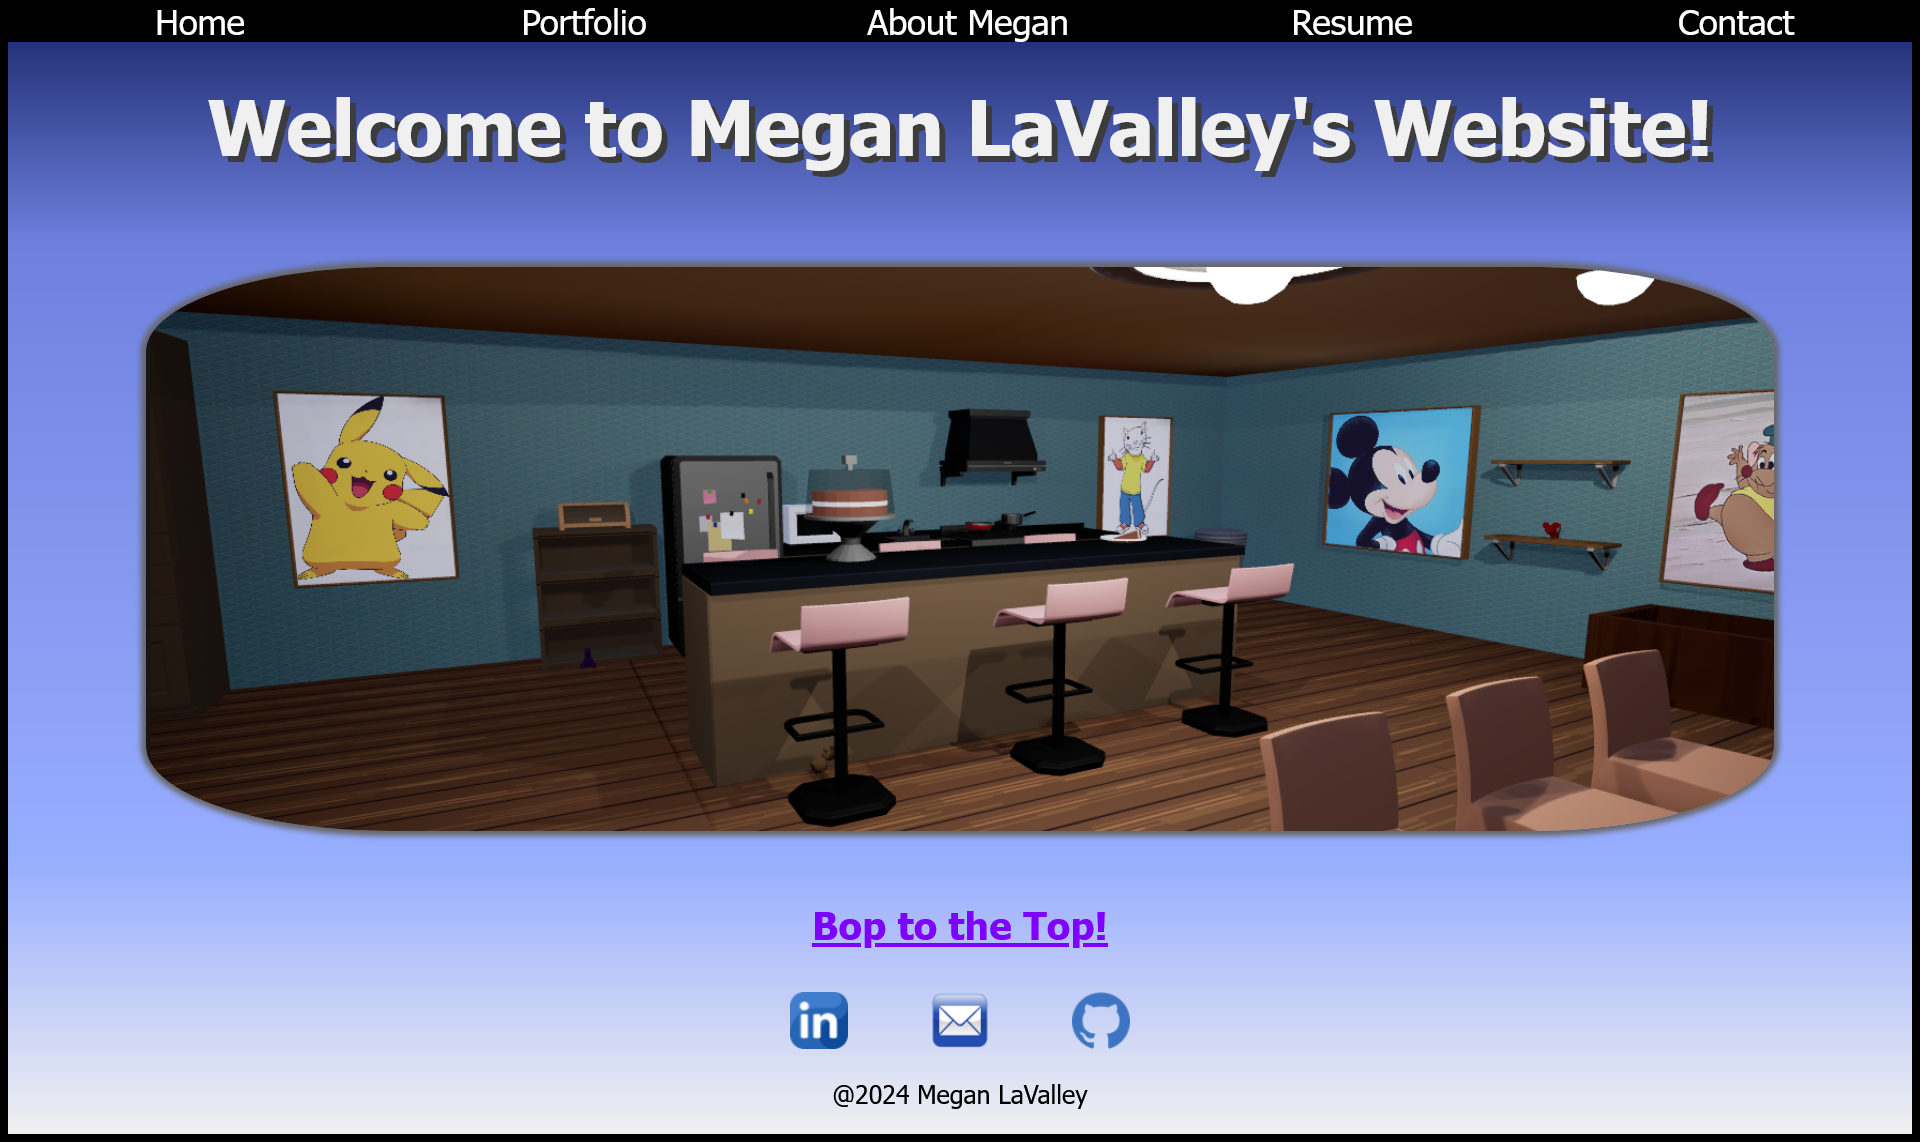 Home
Portfolio
About Megan
Resume
Contact
Welcome to Megan LaValley's Website!
Bop to the Top!
in
@2024 Megan LaValley